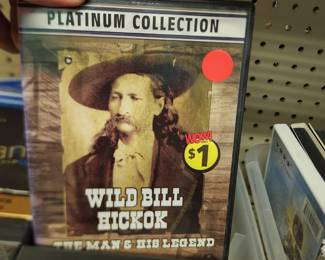 PLATINUM COLLECTION
WOW!
$1
WILD BILL
HICKOK
THE MAN & HIS LEGEND